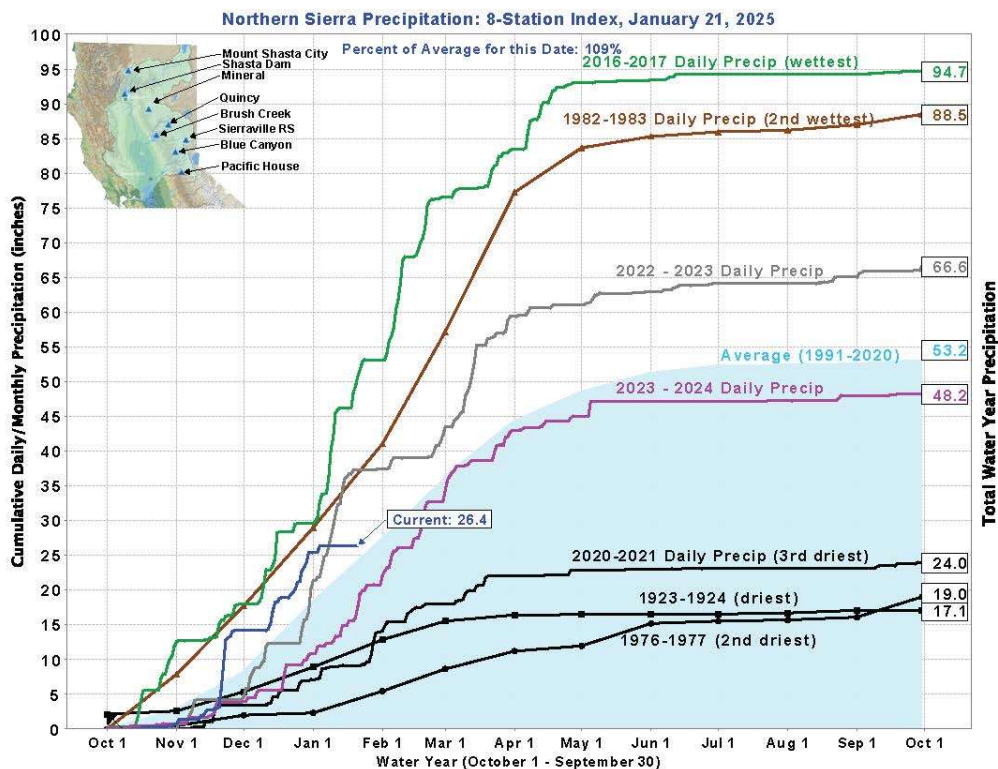 Northern Sierra Precipitation: 8-Station Index, January 21, 2025
Percent of Average for this Date: 109%
Mount Shasta City
Shasta Dam
Mineral
Quincy
Brush Creek
Sierraville RS
Blue Canyon
Pacific House
2016-2017 Daily Precip (wettest)
94.7
1982-1983 Daily Precip (2nd wettest)
88.5
2022 - 2023 Daily Precip
66.6
Average (1991-2020)
53.2
2023 - 2024 Daily Precip
48.2
Current: 26.4
2020-2021 Daily Precip (3rd driest)
24.0
1923-1924 (driest)
19.0
17.1
1976-1977 (2nd driest)
Cumulative Daily/Monthly Precipitation (inches)
100
95
90
85
80
75
70
65
60
55
50
45
40
35
30
25
20
15
10
5
0
Total Water Year Precipitation
Oct 1 Nov 1 Dec 1 Jan 1 Feb 1 Mar 1 Apr 1 May 1 Jun 1 Jul 1 Aug 1 Sep 1 Oct 1
Water Year (October 1 - September 30)